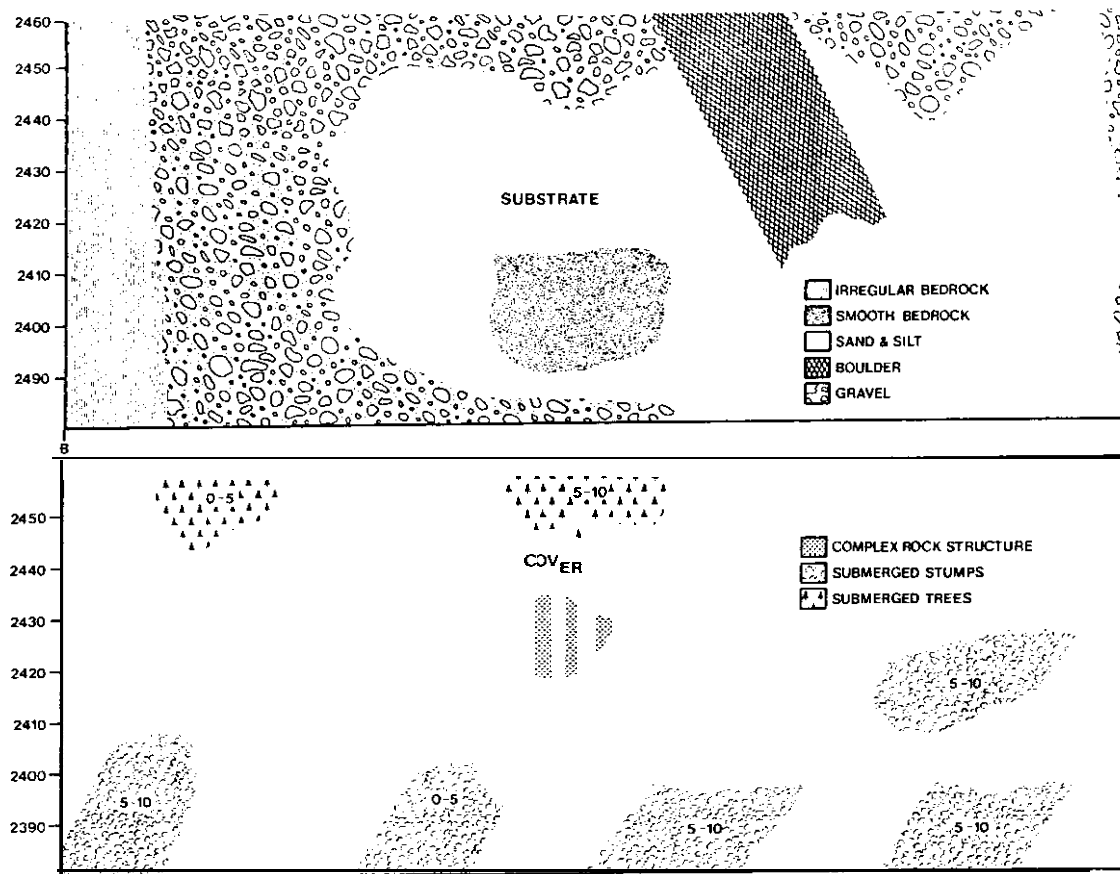 2460
2450
2440
2430
2420
2410
2400
2490
SUBSTRATE
IRREGULAR BEDROCK
SMOOTH BEDROCK
SAND & SILT
BOULDER
GRAVEL
B
2450
2440
2430
2420
2410
2400
2390
0-5
5-10
COVER
COMPLEX ROCK STRUCTURE
SUBMERGED STUMPS
SUBMERGED TREES
5-10
5-10
0-5
5-10
5-10